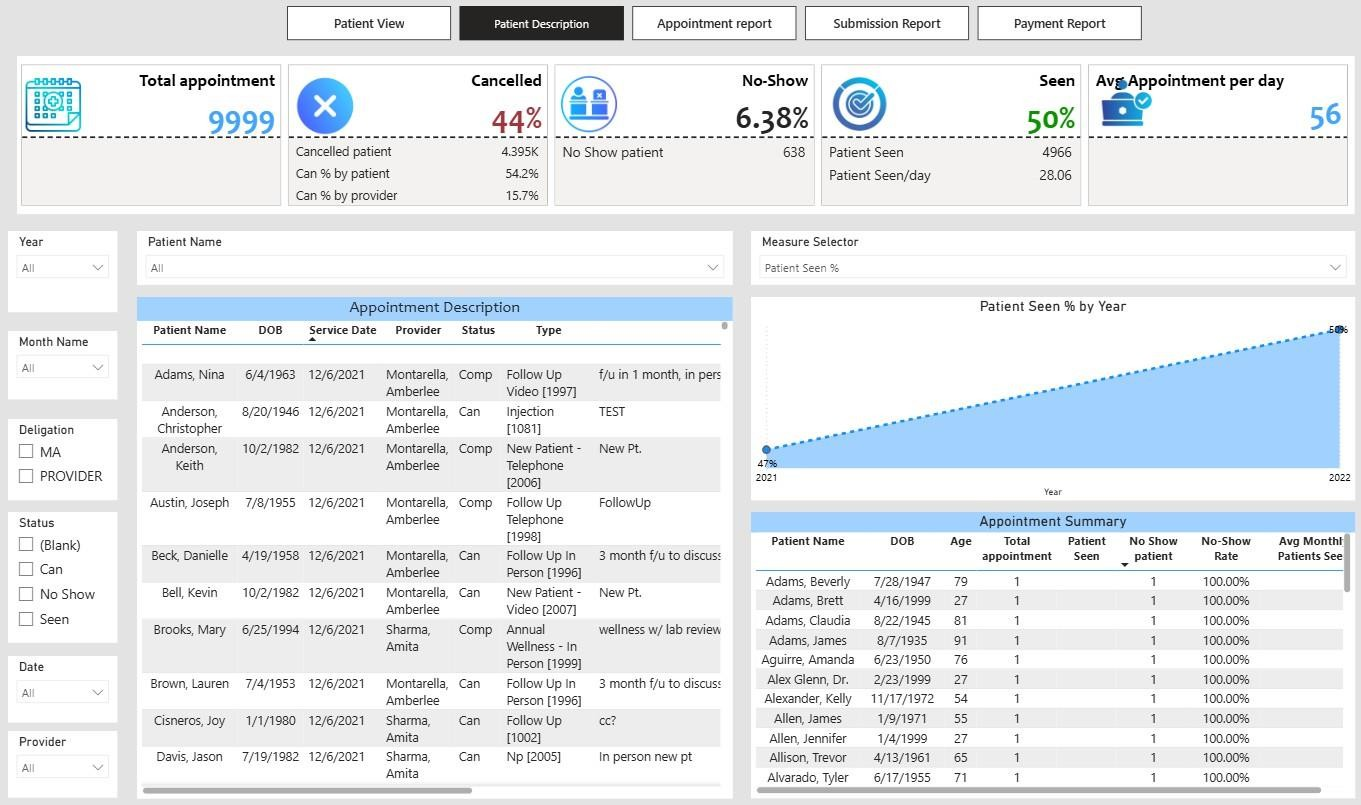 Patient View
Patient Description
Appointment report
Submission Report
Payment Report
Total appointment
9999
Cancelled
44%
Cancelled patient 4.395K
Can % by patient 54.2%
Can % by provider 15.7%
No-Show
6.38%
No Show patient 638
Seen
50%
Patient Seen 4966
Patient Seen/day 28.06
Avg Appointment per day
56
Year
All
Month Name
All
Deligation
MA
PROVIDER
Status
(Blank)
Can
No Show
Seen
Date
All
Provider
All
Patient Name
All
Appointment Description
Patient Name DOB Service Date Provider Status Type
Adams, Nina 6/4/1963 12/6/2021 Montarella, Comp Follow Up f/u in 1 month, in pers
Amberlee Video [1997]
Anderson, 8/20/1946 12/6/2021 Montarella, Can Injection TEST
Christopher Amberlee [1081]
Anderson, 10/2/1982 12/6/2021 Montarella, Comp New Patient - New Pt.
Keith Amberlee Telephone
[2006]
Austin, Joseph 7/8/1955 12/6/2021 Montarella, Comp Follow Up FollowUp
Amberlee Telephone
[1998]
Beck, Danielle 4/19/1958 12/6/2021 Montarella, Can Follow Up In 3 month f/u to discuss
Amberlee Person [1996]
Bell, Kevin 10/2/1982 12/6/2021 Montarella, Can New Patient - New Pt.
Amberlee Video [2007]
Brooks, Mary 6/25/1994 12/6/2021 Sharma, Comp Annual wellness w/ lab review
Amita Wellness - In
Person [1999]
Brown, Lauren 7/4/1953 12/6/2021 Montarella, Can Follow Up In 3 month f/u to discuss
Amberlee Person [1996]
Cisneros, Joy 1/1/1980 12/6/2021 Sharma, Can Follow Up cc?
Amita [1002]
Davis, Jason 7/19/1982 12/6/2021 Sharma, Can Np [2005] In person new pt
Amita
Measure Selector
Patient Seen %
Patient Seen % by Year
50%
47%
2021 2022
Year
Appointment Summary
Patient Name DOB Age Total Patient No Show No-Show Avg Monthl
appointment Seen patient Rate Patients See
Adams, Beverly 7/28/1947 79 1 1 100.00%
Adams, Brett 4/16/1999 27 1 1 100.00%
Adams, Claudia 8/22/1945 81 1 1 100.00%
Adams, James 8/7/1935 91 1 1 100.00%
Aguirre, Amanda 6/23/1950 76 1 1 100.00%
Alex Glenn, Dr. 2/23/1999 27 1 1 100.00%
Alexander, Kelly 11/17/1972 54 1 1 100.00%
Allen, James 1/9/1971 55 1 1 100.00%
Allen, Jennifer 1/4/1999 27 1 1 100.00%
Allison, Trevor 4/13/1961 65 1 1 100.00%
Alvarado, Tyler 6/17/1955 71 1 1 100.00%